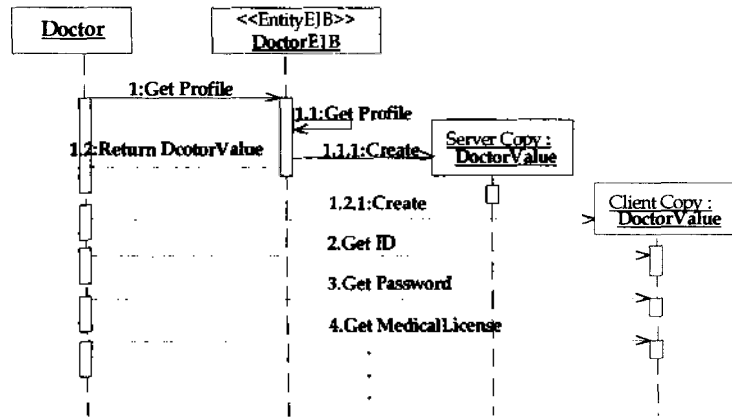 Doctor
<<EntityEJB>>
DoctorEJB
1:Get Profile
1.1:Get Profile
1.2:Return DcotorValue
1.1.1:Create
Server Copy :
DoctorValue
1.2.1:Create
Client Copy :
DoctorValue
2.Get ID
3.Get Password
4.Get MedicalLicense